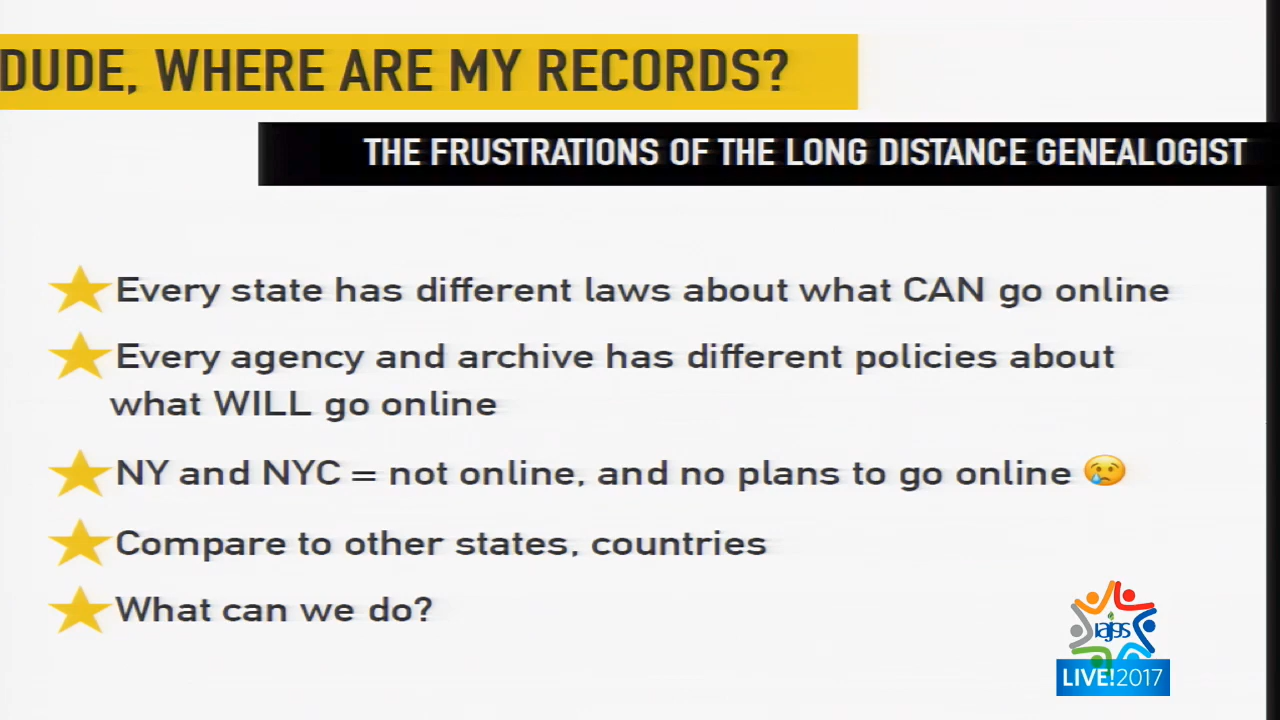 DUDE, WHERE ARE MY RECORDS?
THE FRUSTRATIONS OF THE LONG DISTANCE GENEALOGIST
Every state has different laws about what CAN go online
Every agency and archive has different policies about
what WILL go online
NY and NYC = not online, and no plans to go online 😢
Compare to other states, countries
What can we do?
iajgs
LIVE!2017